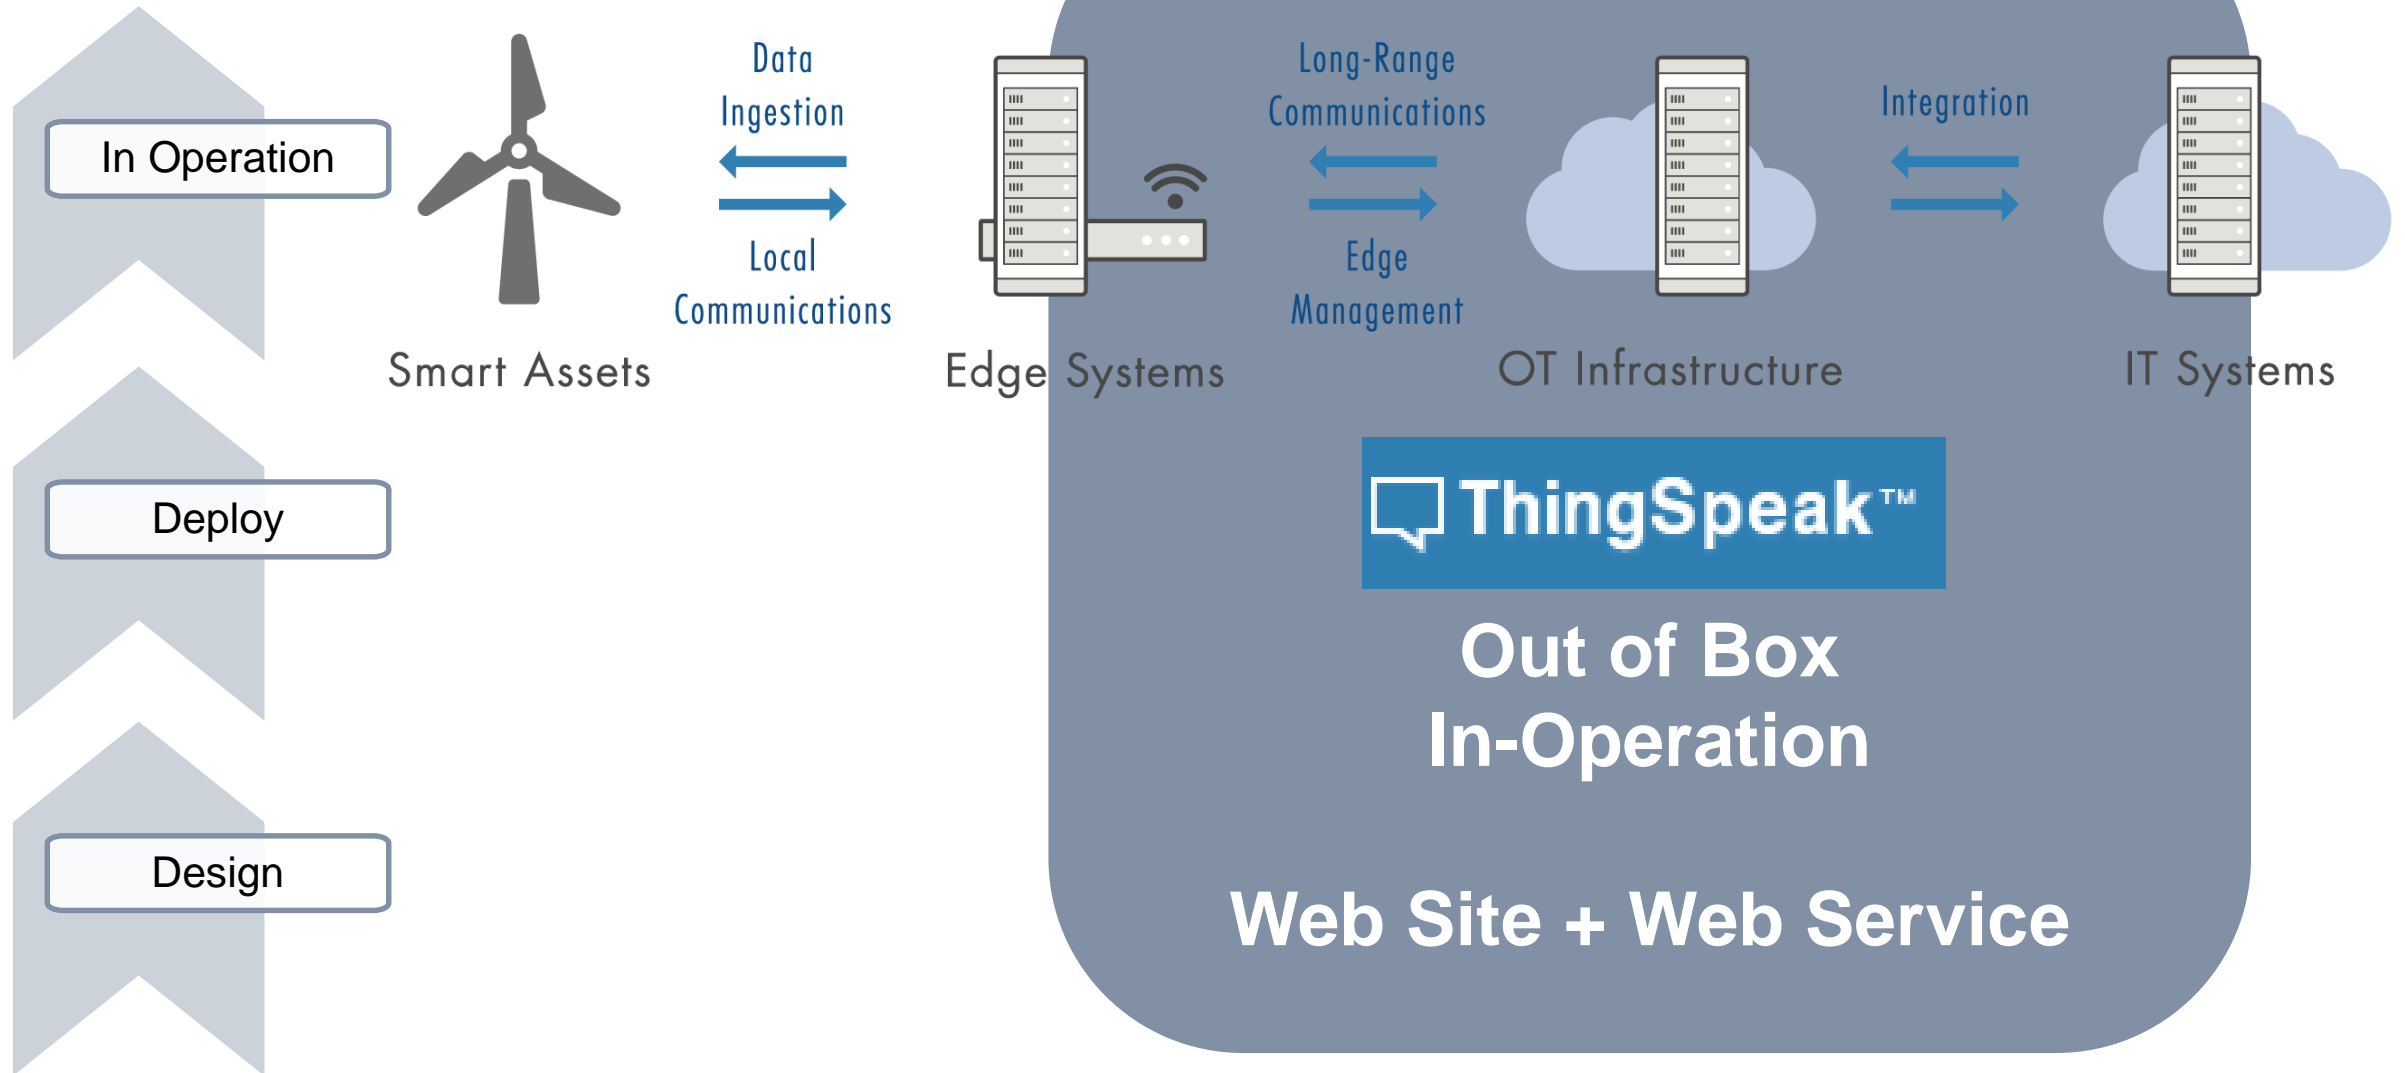 In Operation
Data
Ingestion
Local
Communications
Long-Range
Communications
Edge
Management
Integration
Smart Assets
Edge Systems
OT Infrastructure
IT Systems
Deploy
ThingSpeak™
Out of Box
In-Operation
Design
Web Site + Web Service